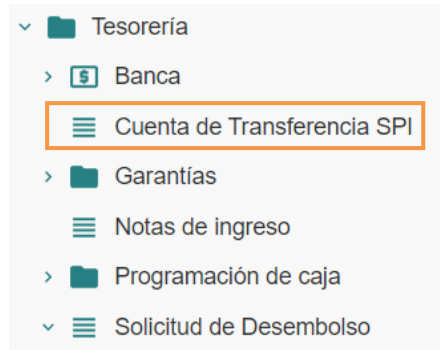 Tesorería
Banca
Cuenta de Transferencia SPI
Garantías
Notas de ingreso
Programación de caja
Solicitud de Desembolso